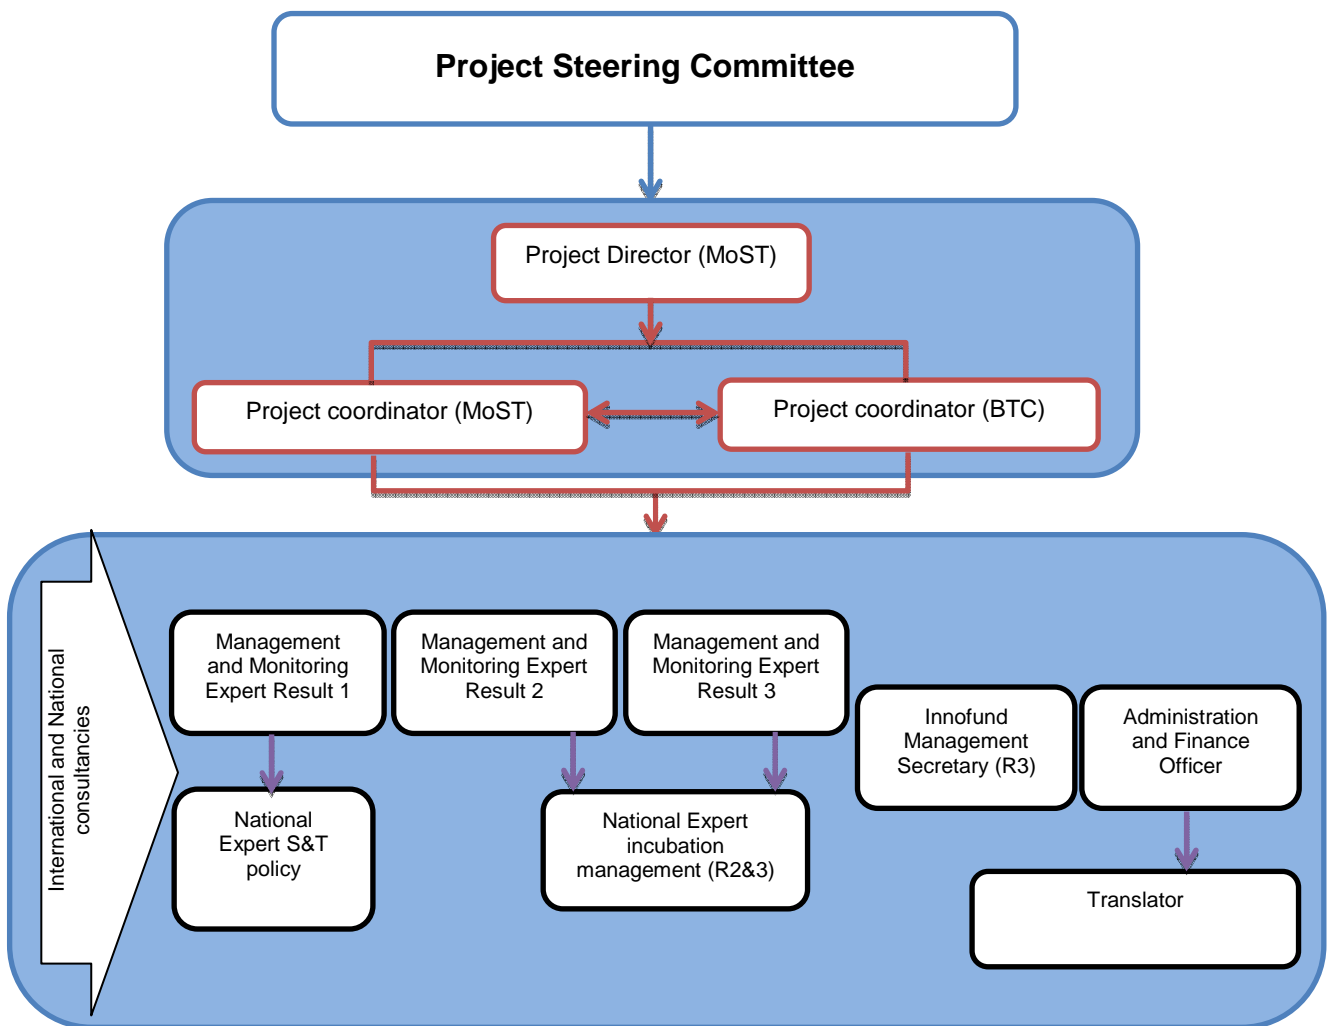 Project Steering Committee
Project Director (MoST)
Project coordinator (MoST)
Project coordinator (BTC)
International and National
consultancies
Management
and Monitoring
Expert Result 1
Management and
Monitoring Expert
Result 2
Management and
Monitoring Expert
Result 3
Innofund
Management
Secretary (R3)
Administration
and Finance
Officer
National
Expert S&T
policy
National Expert
incubation
management (R2&3)
Translator